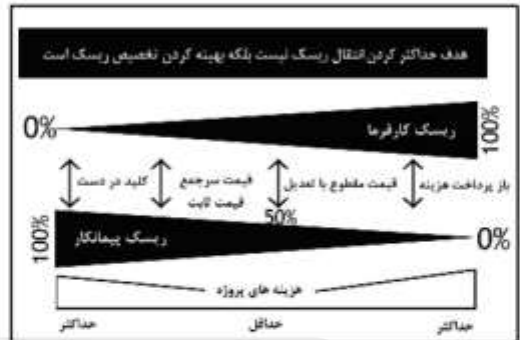 هدف حداکثر کردن انتقال ریسک نیست بلکه بهینه کردن تخصیص ریسک است
0%
ریسک کارفرما
100%
باز پرداخت هزینه
قیمت مقطوع با تعدیل
قیمت سرجمع
قیمت ثابت
کلید در دست
50%
100%
ریسک پیمانکار
0%
هزینه های پروژه
حداکثر
حداقل
حداکثر